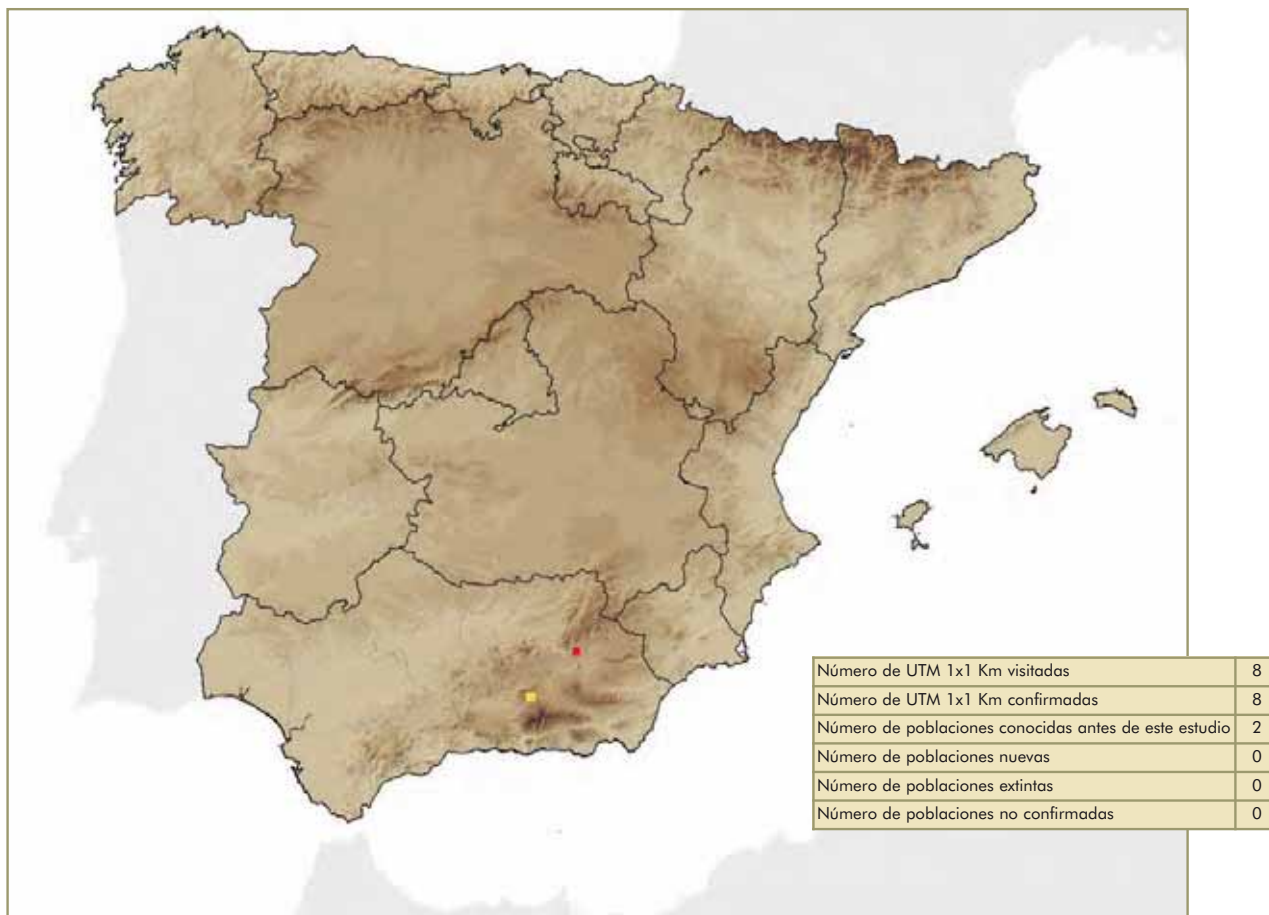 Número de UTM 1x1 Km visitadas 8
Número de UTM 1x1 Km confirmadas 8
Número de poblaciones conocidas antes de este estudio 2
Número de poblaciones nuevas 0
Número de poblaciones extintas 0
Número de poblaciones no confirmadas 0